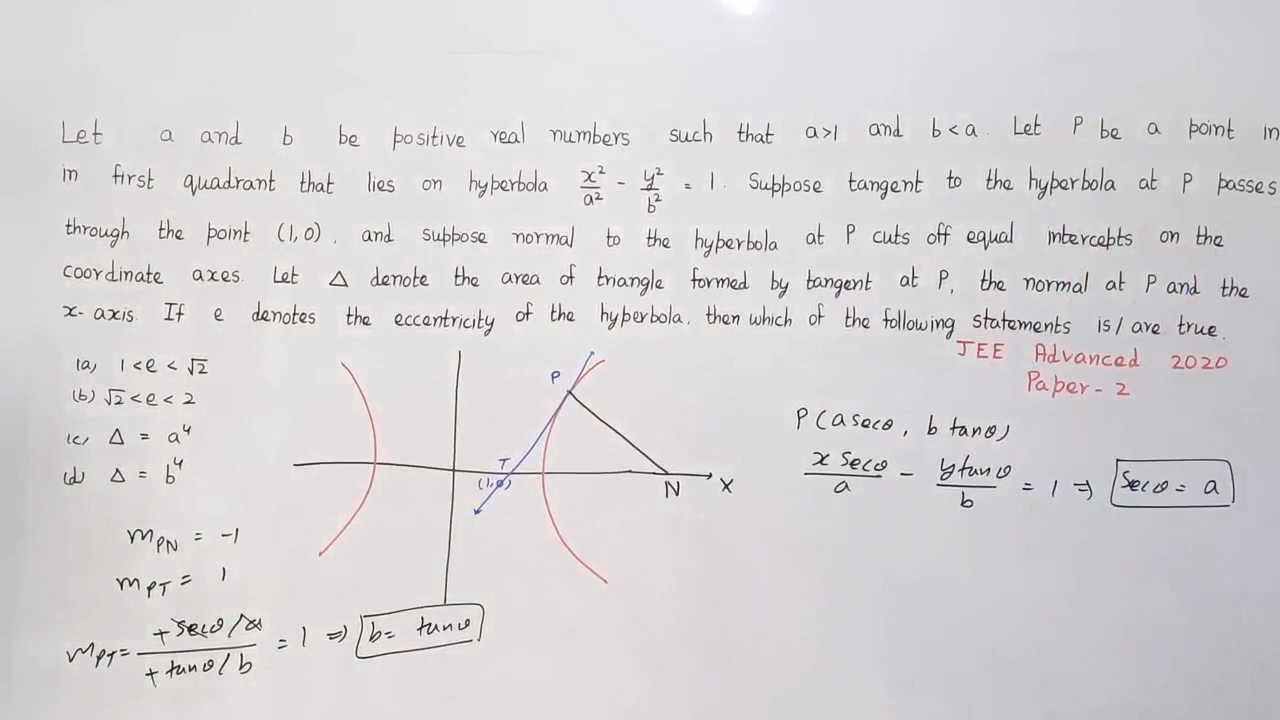 Let a and b be positive real numbers such that a>1 and b<a. Let P be a point in
in first quadrant that lies on hyperbola x²/a² - y²/b² = 1. Suppose tangent to the hyperbola at P passes
through the point (1,0), and suppose normal to the hyperbola at P cuts off equal intercepts on the
coordinate axes. Let △ denote the area of triangle formed by tangent at P, the normal at P and the
x-axis. If e denotes the eccentricity of the hyperbola, then which of the following statements is/are true.
JEE Advanced 2020
Paper-2
(a) 1<e<√2
(b) √2<e<2
(c) △ = a⁴
(d) △ = b⁴
P
T
(1,0)
N
X
P(a secθ, b tanθ)
x secθ/a - y tanθ/b = 1 ⇒ secθ = a
m_PN = -1
m_PT = 1
m_PT = +secθ/a / +tanθ/b = 1 ⇒ b = tanθ